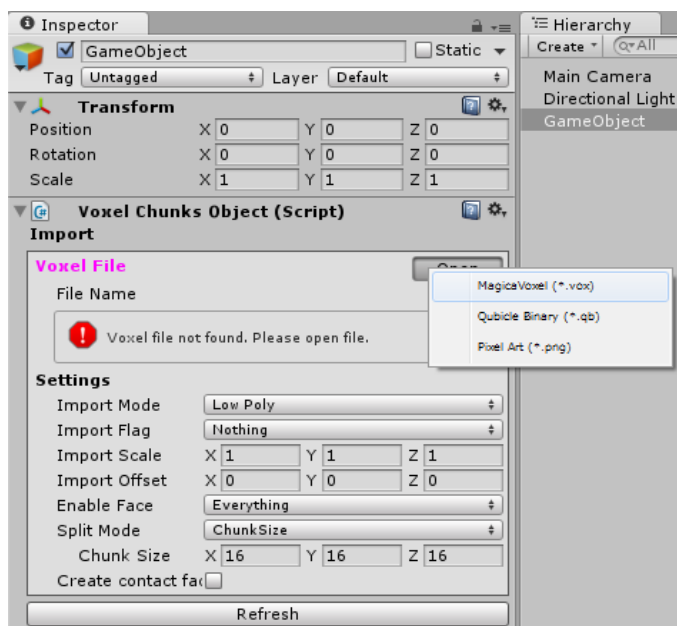 Inspector
GameObject
Static
Tag Untagged Layer Default
Transform
Position X 0 Y 0 Z 0
Rotation X 0 Y 0 Z 0
Scale X 1 Y 1 Z 1
Voxel Chunks Object (Script)
Import
Voxel File
Open
File Name
Voxel file not found. Please open file.
Settings
Import Mode Low Poly
Import Flag Nothing
Import Scale X 1 Y 1 Z 1
Import Offset X 0 Y 0 Z 0
Enable Face Everything
Split Mode ChunkSize
Chunk Size X 16 Y 16 Z 16
Create contact fa
Refresh
MagicaVoxel (*.vox)
Qubicle Binary (*.qb)
Pixel Art (*.png)
Hierarchy
Create All
Main Camera
Directional Light
GameObject